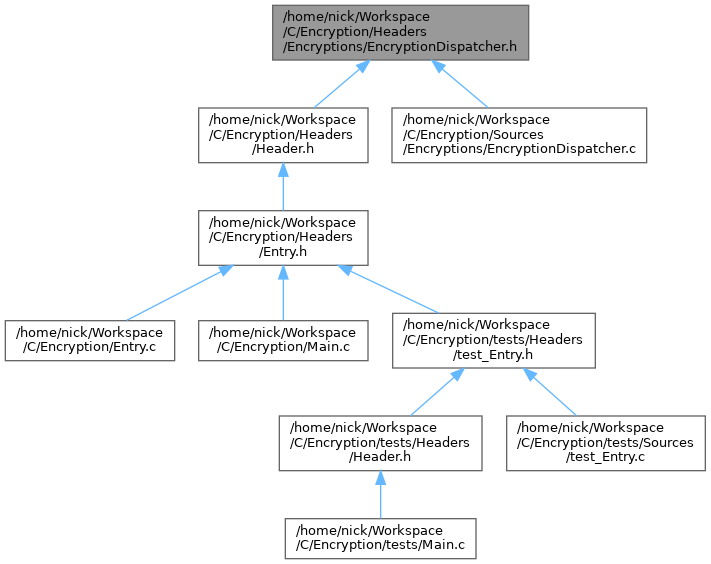 /home/nick/Workspace
/C/Encryption/Headers
/Encryptions/EncryptionDispatcher.h
/home/nick/Workspace
/C/Encryption/Headers
/Header.h
/home/nick/Workspace
/C/Encryption/Sources
/Encryptions/EncryptionDispatcher.c
/home/nick/Workspace
/C/Encryption/Headers
/Entry.h
/home/nick/Workspace
/C/Encryption/Entry.c
/home/nick/Workspace
/C/Encryption/Main.c
/home/nick/Workspace
/C/Encryption/tests/Headers
/test_Entry.h
/home/nick/Workspace
/C/Encryption/tests/Headers
/Header.h
/home/nick/Workspace
/C/Encryption/tests/Sources
/test_Entry.c
/home/nick/Workspace
/C/Encryption/tests/Main.c